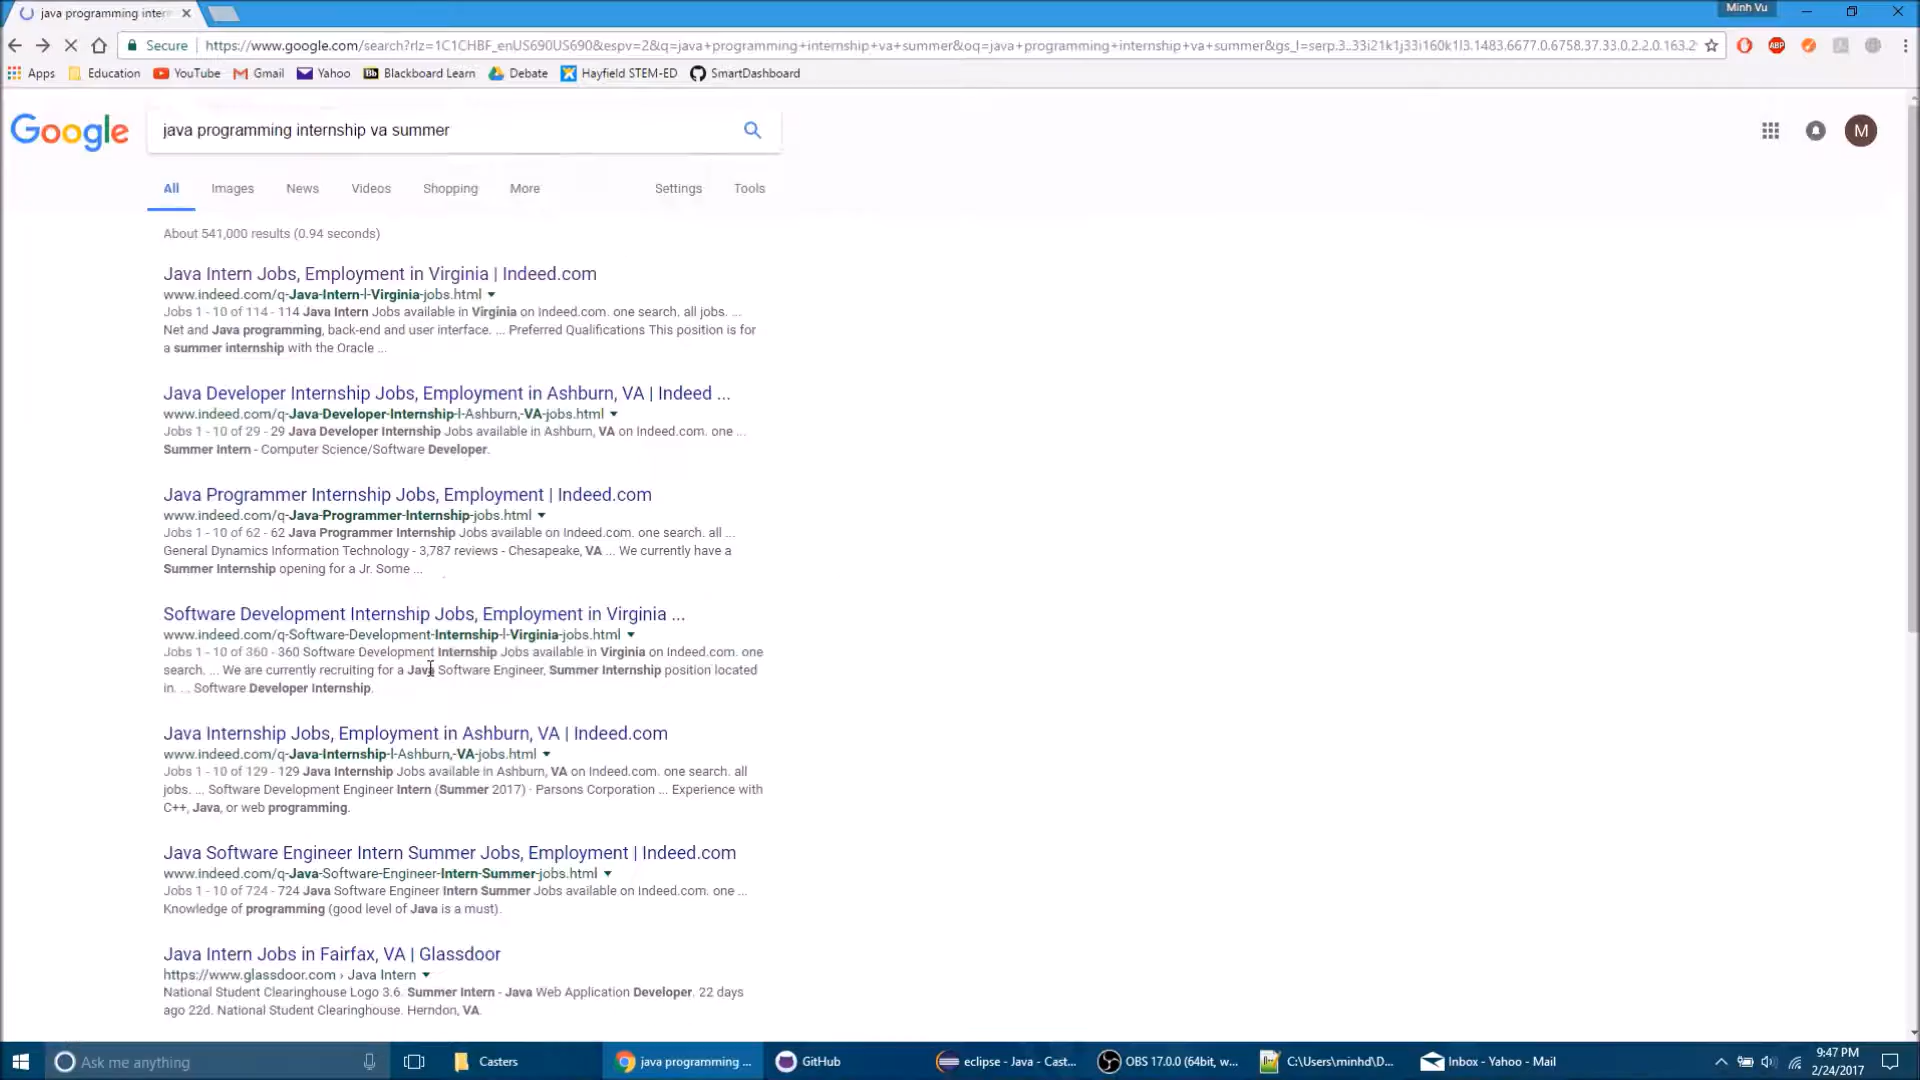 java programming inter
Minh Vu
Secure
https://www.google.com/search?rlz=1C1CHBF_enUS690US690&espv=2&q=java+programming+internship+va+summer&oq=java+programming+internship+va+summer&gs_l=serp.3..33i21k1j33i160k1l3.1483.6677.0.6758.37.33.0.2.2.0.163.2
ABP
Apps
Education
YouTube
Gmail
Yahoo
Bb Blackboard Learn
Debate
Hayfield STEM-ED
SmartDashboard
Google
java programming internship va summer
M
All
Images
News
Videos
Shopping
More
Settings
Tools
About 541,000 results (0.94 seconds)
Java Intern Jobs, Employment in Virginia | Indeed.com
www.indeed.com/q-Java-Intern-l-Virginia-jobs.html
Jobs 1 - 10 of 114 - 114 Java Intern Jobs available in Virginia on Indeed.com. one search. all jobs. ...
Net and Java programming, back-end and user interface. ... Preferred Qualifications This position is for
a summer internship with the Oracle ...
Java Developer Internship Jobs, Employment in Ashburn, VA | Indeed ...
www.indeed.com/q-Java-Developer-Internship-l-Ashburn,-VA-jobs.html
Jobs 1 - 10 of 29 - 29 Java Developer Internship Jobs available in Ashburn, VA on Indeed.com. one ...
Summer Intern - Computer Science/Software Developer.
Java Programmer Internship Jobs, Employment | Indeed.com
www.indeed.com/q-Java-Programmer-Internship-jobs.html
Jobs 1 - 10 of 62 - 62 Java Programmer Internship Jobs available on Indeed.com. one search. all ...
General Dynamics Information Technology - 3,787 reviews - Chesapeake, VA ... We currently have a
Summer Internship opening for a Jr. Some ...
Software Development Internship Jobs, Employment in Virginia ...
www.indeed.com/q-Software-Development-Internship-l-Virginia-jobs.html
Jobs 1 - 10 of 360 - 360 Software Development Internship Jobs available in Virginia on Indeed.com. one
search. ... We are currently recruiting for a Java Software Engineer, Summer Internship position located
in. ... Software Developer Internship.
Java Internship Jobs, Employment in Ashburn, VA | Indeed.com
www.indeed.com/q-Java-Internship-l-Ashburn,-VA-jobs.html
Jobs 1 - 10 of 129 - 129 Java Internship Jobs available in Ashburn, VA on Indeed.com. one search. all
jobs. ... Software Development Engineer Intern (Summer 2017) · Parsons Corporation ... Experience with
C++, Java, or web programming.
Java Software Engineer Intern Summer Jobs, Employment | Indeed.com
www.indeed.com/q-Java-Software-Engineer-Intern-Summer-jobs.html
Jobs 1 - 10 of 724 - 724 Java Software Engineer Intern Summer Jobs available on Indeed.com. one ...
Knowledge of programming (good level of Java is a must).
Java Intern Jobs in Fairfax, VA | Glassdoor
https://www.glassdoor.com › Java Intern
National Student Clearinghouse Logo 3.6. Summer Intern - Java Web Application Developer. 22 days
ago 22d. National Student Clearinghouse. Herndon, VA.
Ask me anything
Casters
java programming ...
GitHub
eclipse - Java - Cast...
OBS 17.0.0 (64bit, w...
C:\Users\minhd\D...
Inbox - Yahoo - Mail
9:47 PM
2/24/2017